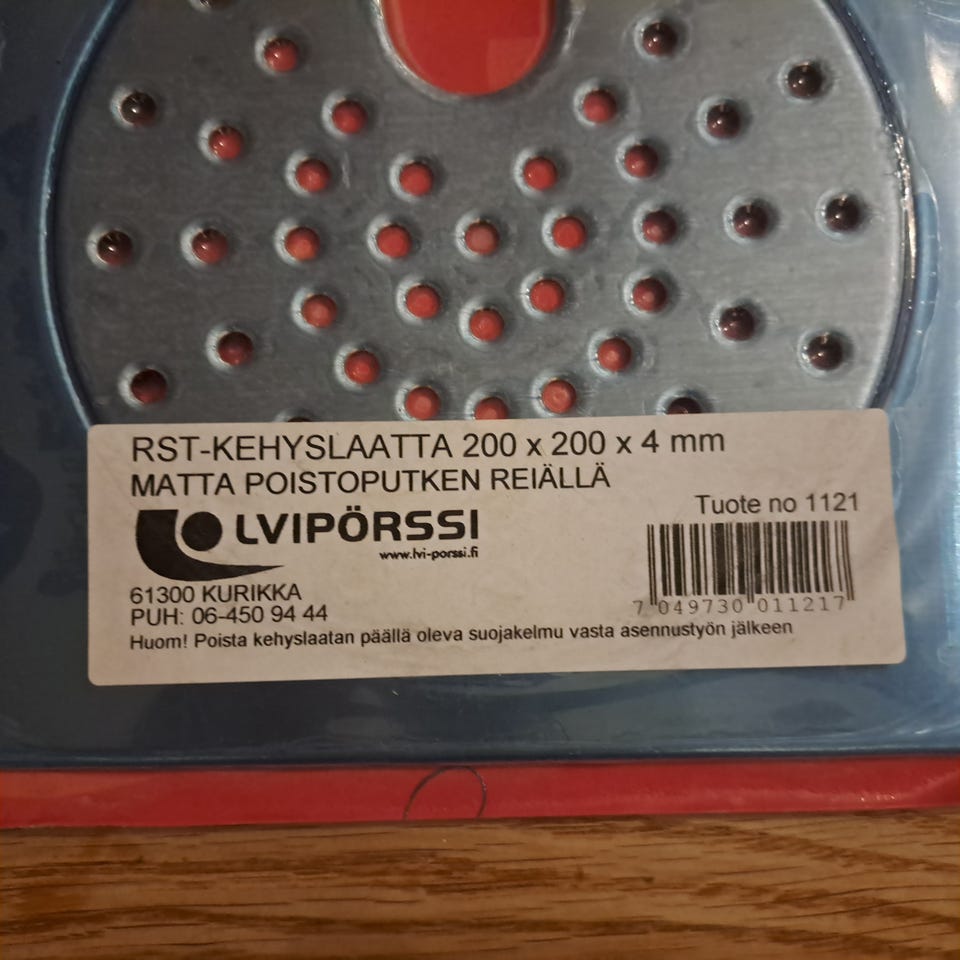 RST-KEHYSLAATTA 200 x 200 x 4 mm
MATTA POISTOPUTKEN REIÄLLÄ
Tuote no 1121
LVIPÖRSSI
www.lvi-porssi.fi
61300 KURIKKA
PUH: 06-450 94 44
7 049730 011217
Huom! Poista kehyslaatan päällä oleva suojakelmu vasta asennustyön jälkeen